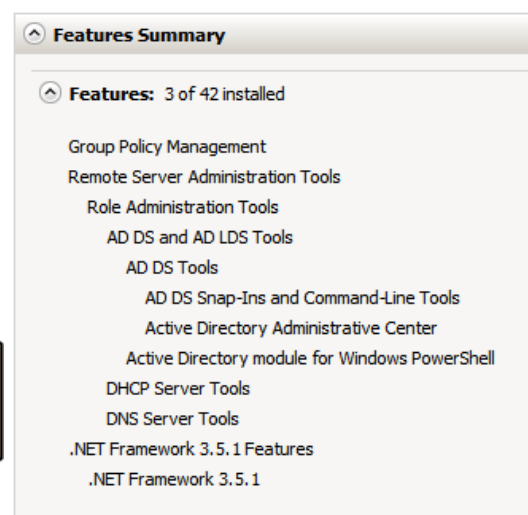 Features Summary
Features: 3 of 42 installed
Group Policy Management
Remote Server Administration Tools
Role Administration Tools
AD DS and AD LDS Tools
AD DS Tools
AD DS Snap-Ins and Command-Line Tools
Active Directory Administrative Center
Active Directory module for Windows PowerShell
DHCP Server Tools
DNS Server Tools
.NET Framework 3.5.1 Features
.NET Framework 3.5.1